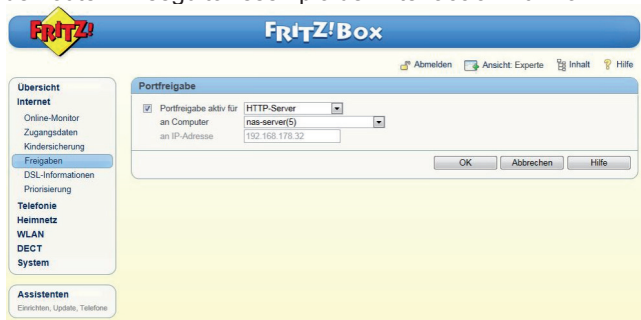 FRITZ!
FRITZ!BOX
Abmelden
Ansicht: Experte
Inhalt
Hilfe
Übersicht
Internet
Online-Monitor
Zugangsdaten
Kindersicherung
Freigaben
DSL-Informationen
Priorisierung
Telefonie
Heimnetz
WLAN
DECT
System
Assistenten
Einrichten, Update, Telefone
Portfreigabe
Portfreigabe aktiv für HTTP-Server
an Computer nas-server(5)
an IP-Adresse 192.168.178.32
OK Abbrechen Hilfe